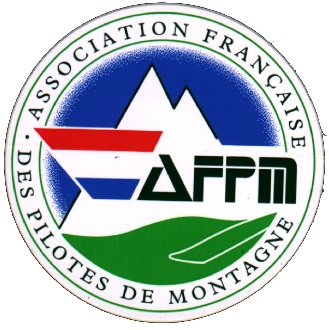 ASSOCIATION FRANÇAISE
AFPM
· DES PILOTES DE MONTAGNE ·